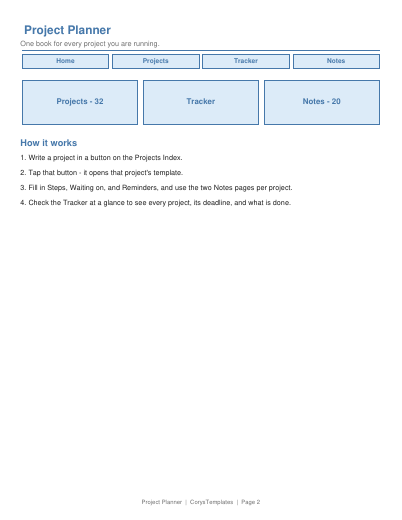 Project Planner
One book for every project you are running.
Home Projects Tracker Notes
Projects - 32 Tracker Notes - 20
How it works
1. Write a project in a button on the Projects Index.
2. Tap that button - it opens that project's template.
3. Fill in Steps, Waiting on, and Reminders, and use the two Notes pages per project.
4. Check the Tracker at a glance to see every project, its deadline, and what is done.
Project Planner | CorysTemplates | Page 2